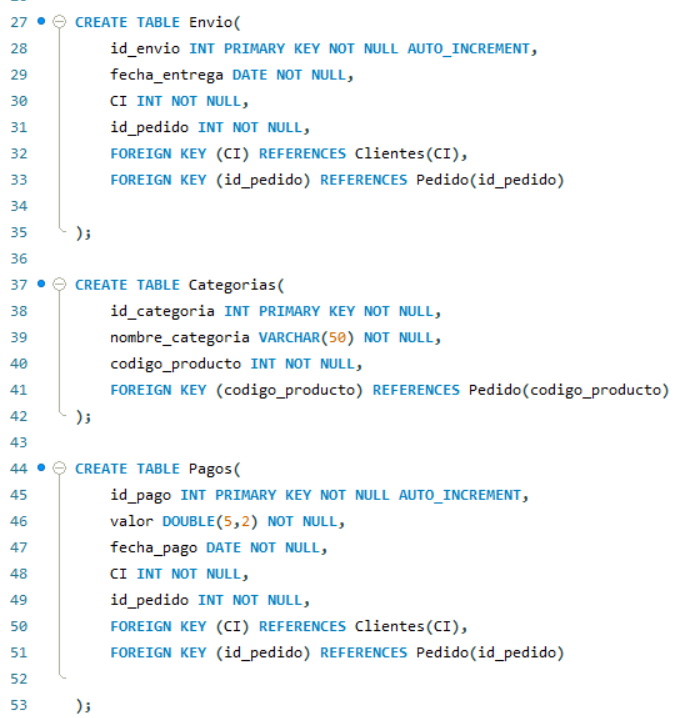 27 CREATE TABLE Envio(
28 id_envio INT PRIMARY KEY NOT NULL AUTO_INCREMENT,
29 fecha_entrega DATE NOT NULL,
30 CI INT NOT NULL,
31 id_pedido INT NOT NULL,
32 FOREIGN KEY (CI) REFERENCES Clientes(CI),
33 FOREIGN KEY (id_pedido) REFERENCES Pedido(id_pedido)
34
35 );
36
37 CREATE TABLE Categorias(
38 id_categoria INT PRIMARY KEY NOT NULL,
39 nombre_categoria VARCHAR(50) NOT NULL,
40 codigo_producto INT NOT NULL,
41 FOREIGN KEY (codigo_producto) REFERENCES Pedido(codigo_producto)
42 );
43
44 CREATE TABLE Pagos(
45 id_pago INT PRIMARY KEY NOT NULL AUTO_INCREMENT,
46 valor DOUBLE(5,2) NOT NULL,
47 fecha_pago DATE NOT NULL,
48 CI INT NOT NULL,
49 id_pedido INT NOT NULL,
50 FOREIGN KEY (CI) REFERENCES Clientes(CI),
51 FOREIGN KEY (id_pedido) REFERENCES Pedido(id_pedido)
52
53 );